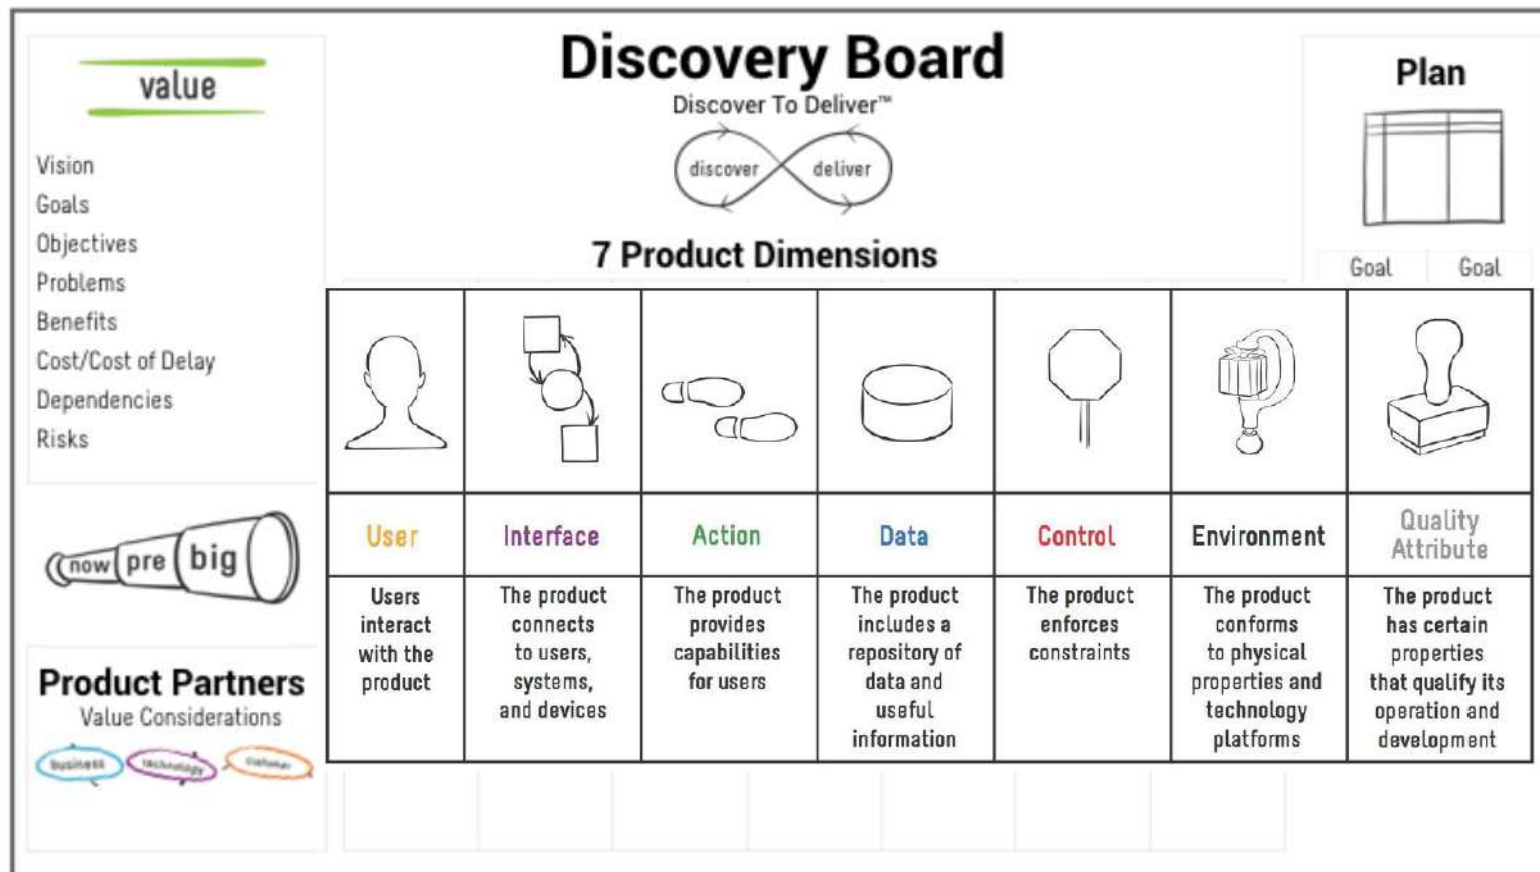 Discovery Board
Discover To Deliver™
discover
deliver
7 Product Dimensions
value
Vision
Goals
Objectives
Problems
Benefits
Cost/Cost of Delay
Dependencies
Risks
now
pre
big
Product Partners
Value Considerations
business
technology
customer
Plan
Goal
Goal
User
Users
interact
with the
product
Interface
The product
connects
to users,
systems,
and devices
Action
The product
provides
capabilities
for users
Data
The product
includes a
repository of
data and
useful
information
Control
The product
enforces
constraints
Environment
The product
conforms
to physical
properties and
technology
platforms
Quality
Attribute
The product
has certain
properties
that qualify its
operation and
development